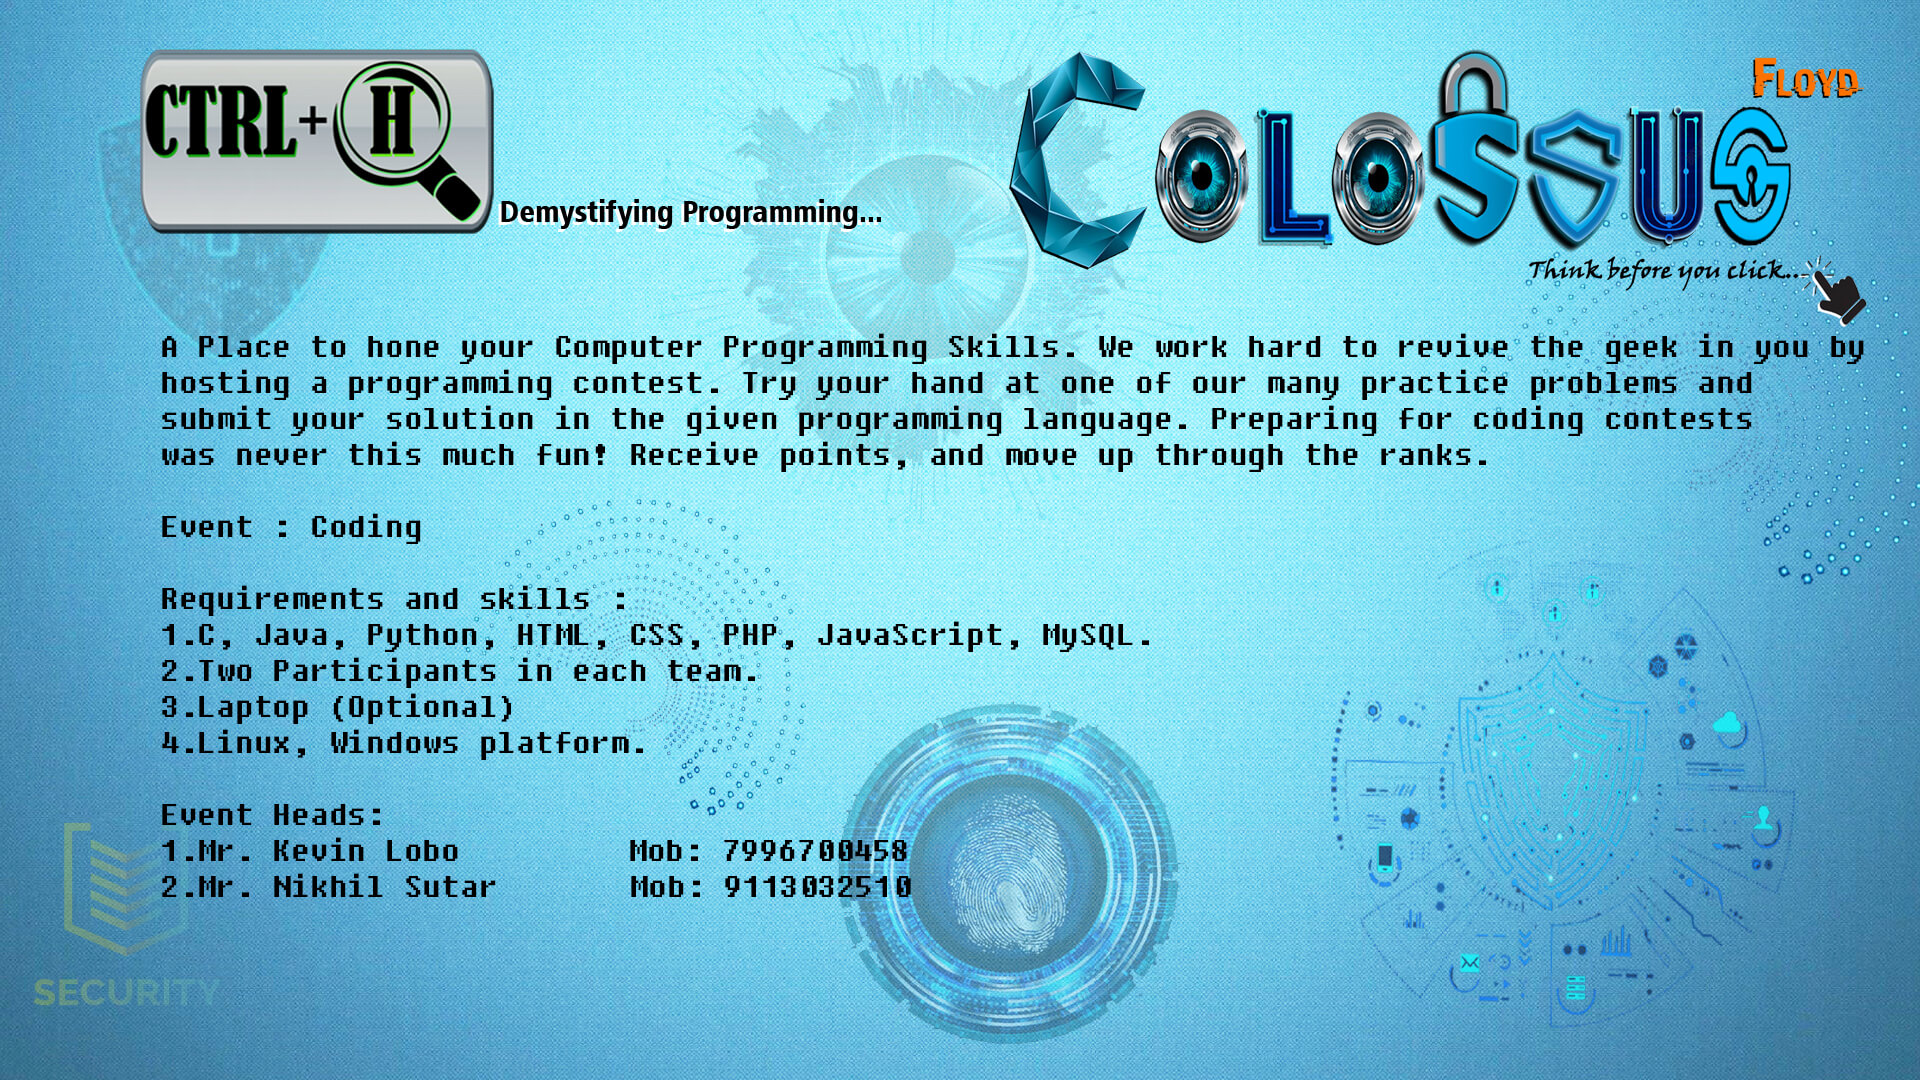 CTRL+H
Demystifying Programming...
Colossus
Floyd
Think before you click...
A Place to hone your Computer Programming Skills. We work hard to revive the geek in you by
hosting a programming contest. Try your hand at one of our many practice problems and
submit your solution in the given programming language. Preparing for coding contests
was never this much fun! Receive points, and move up through the ranks.
Event : Coding
Requirements and skills :
1.C, Java, Python, HTML, CSS, PHP, JavaScript, MySQL.
2.Two Participants in each team.
3.Laptop (Optional)
4.Linux, Windows platform.
Event Heads:
1.Mr. Kevin Lobo Mob: 7996700458
2.Mr. Nikhil Sutar Mob: 9113032510
SECURITY